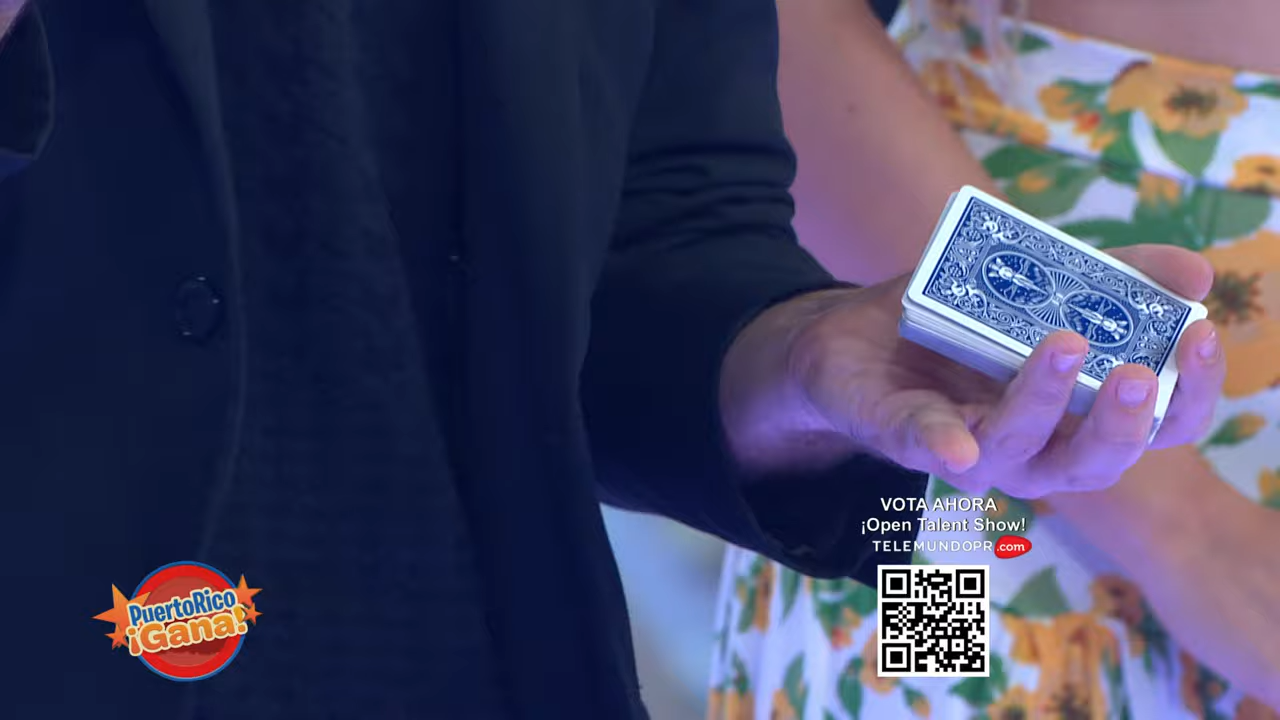 VOTA AHORA
¡Open Talent Show!
TELEMUNDOPR.com
PuertoRico
¡Gana!